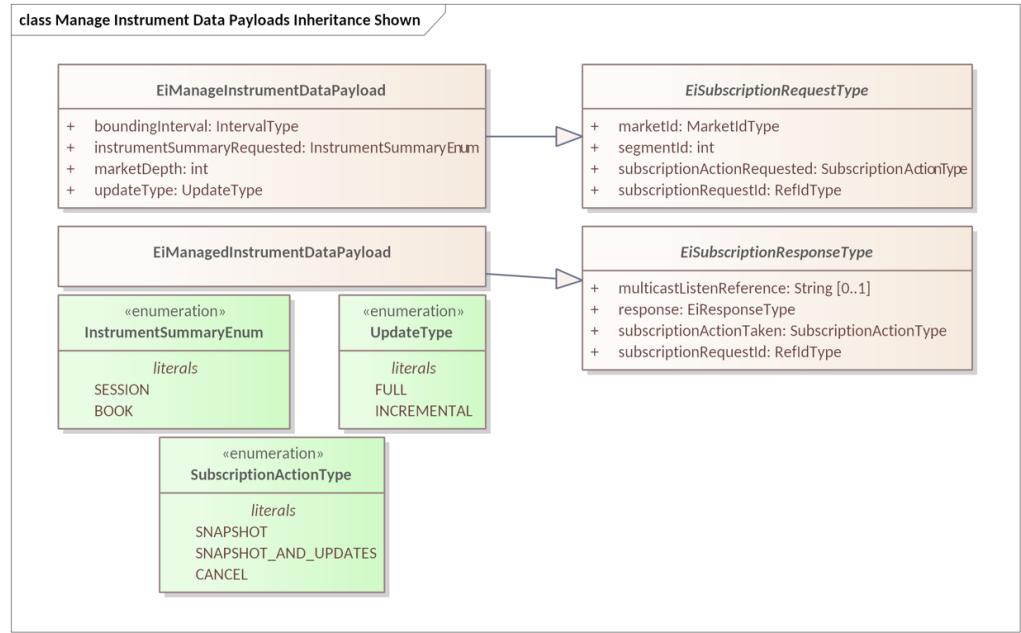 class Manage Instrument Data Payloads Inheritance Shown
EiManageInstrumentDataPayload
+ boundingInterval: IntervalType
+ instrumentSummaryRequested: InstrumentSummaryEnum
+ marketDepth: int
+ updateType: UpdateType
EiSubscriptionRequestType
+ marketId: MarketIdType
+ segmentId: int
+ subscriptionActionRequested: SubscriptionActionType
+ subscriptionRequestId: RefIdType
EiManagedInstrumentDataPayload
EiSubscriptionResponseType
+ multicastListenReference: String [0..1]
+ response: EiResponseType
+ subscriptionActionTaken: SubscriptionActionType
+ subscriptionRequestId: RefIdType
«enumeration»
InstrumentSummaryEnum
literals
SESSION
BOOK
«enumeration»
UpdateType
literals
FULL
INCREMENTAL
«enumeration»
SubscriptionActionType
literals
SNAPSHOT
SNAPSHOT_AND_UPDATES
CANCEL